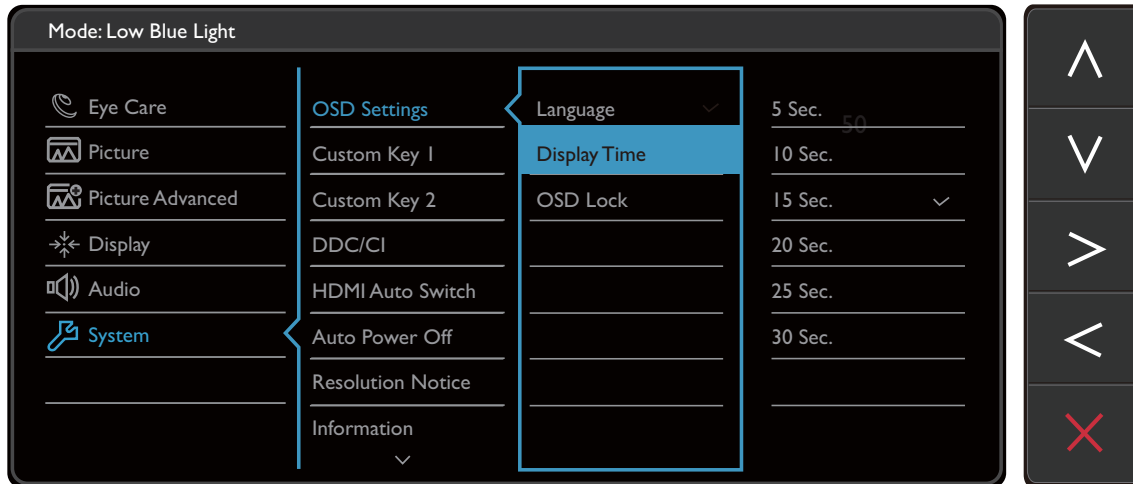 Mode: Low Blue Light
Eye Care
Picture
Picture Advanced
Display
Audio
System
OSD Settings
Custom Key 1
Custom Key 2
DDC/CI
HDMI Auto Switch
Auto Power Off
Resolution Notice
Information
Language
Display Time
OSD Lock
5 Sec.
50
10 Sec.
15 Sec.
20 Sec.
25 Sec.
30 Sec.